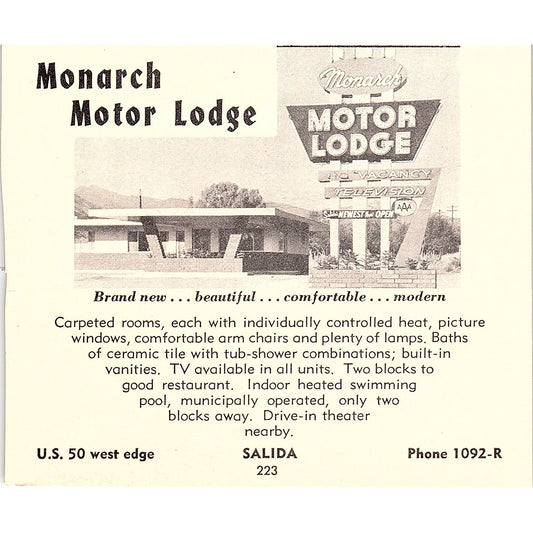 Monarch
Motor Lodge
Monarch
MOTOR
LODGE
VACANCY
TELEVISION
NEWEST
OPEN
AAA
Brand new . . . beautiful . . . comfortable . . . modern
Carpeted rooms, each with individually controlled heat, picture
windows, comfortable arm chairs and plenty of lamps. Baths
of ceramic tile with tub-shower combinations; built-in
vanities. TV available in all units. Two blocks to
good restaurant. Indoor heated swimming
pool, municipally operated, only two
blocks away. Drive-in theater
nearby.
U.S. 50 west edge SALIDA Phone 1092-R
223